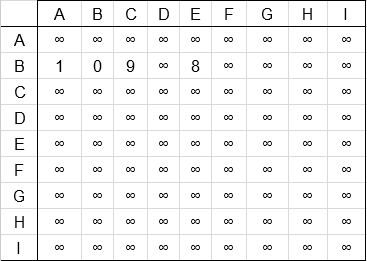 A B C D E F G H I
A ∞ ∞ ∞ ∞ ∞ ∞ ∞ ∞ ∞
B 1 0 9 ∞ 8 ∞ ∞ ∞ ∞
C ∞ ∞ ∞ ∞ ∞ ∞ ∞ ∞ ∞
D ∞ ∞ ∞ ∞ ∞ ∞ ∞ ∞ ∞
E ∞ ∞ ∞ ∞ ∞ ∞ ∞ ∞ ∞
F ∞ ∞ ∞ ∞ ∞ ∞ ∞ ∞ ∞
G ∞ ∞ ∞ ∞ ∞ ∞ ∞ ∞ ∞
H ∞ ∞ ∞ ∞ ∞ ∞ ∞ ∞ ∞
I ∞ ∞ ∞ ∞ ∞ ∞ ∞ ∞ ∞